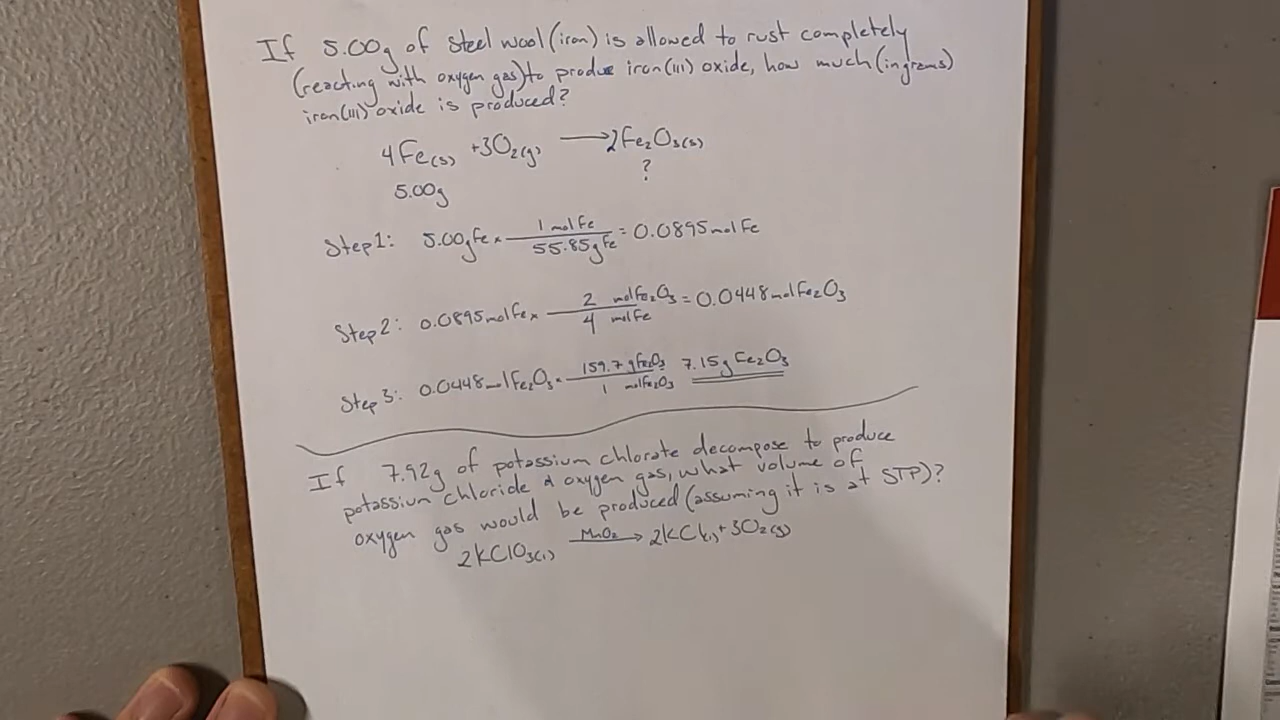 If 5.00g of steel wool (iron) is allowed to rust completely
(reacting with oxygen gas) to produce iron(III) oxide, how much (in grams)
iron(III) oxide is produced?
4Fe(s) + 3O2(g) → 2Fe2O3(s)
5.00g ?
Step 1: 5.00gFe × 1 mol Fe / 55.85g Fe = 0.0895 mol Fe
Step 2: 0.0895 mol Fe × 2 mol Fe2O3 / 4 mol Fe = 0.0448 mol Fe2O3
Step 3: 0.0448 mol Fe2O3 × 159.7 g Fe2O3 / 1 mol Fe2O3 7.15g Fe2O3
If 7.92g of potassium chlorate decompose to produce
potassium chloride & oxygen gas, what volume of
oxygen gas would be produced (assuming it is at STP)?
2KClO3(s) MnO2 → 2KCl(s) + 3O2(g)